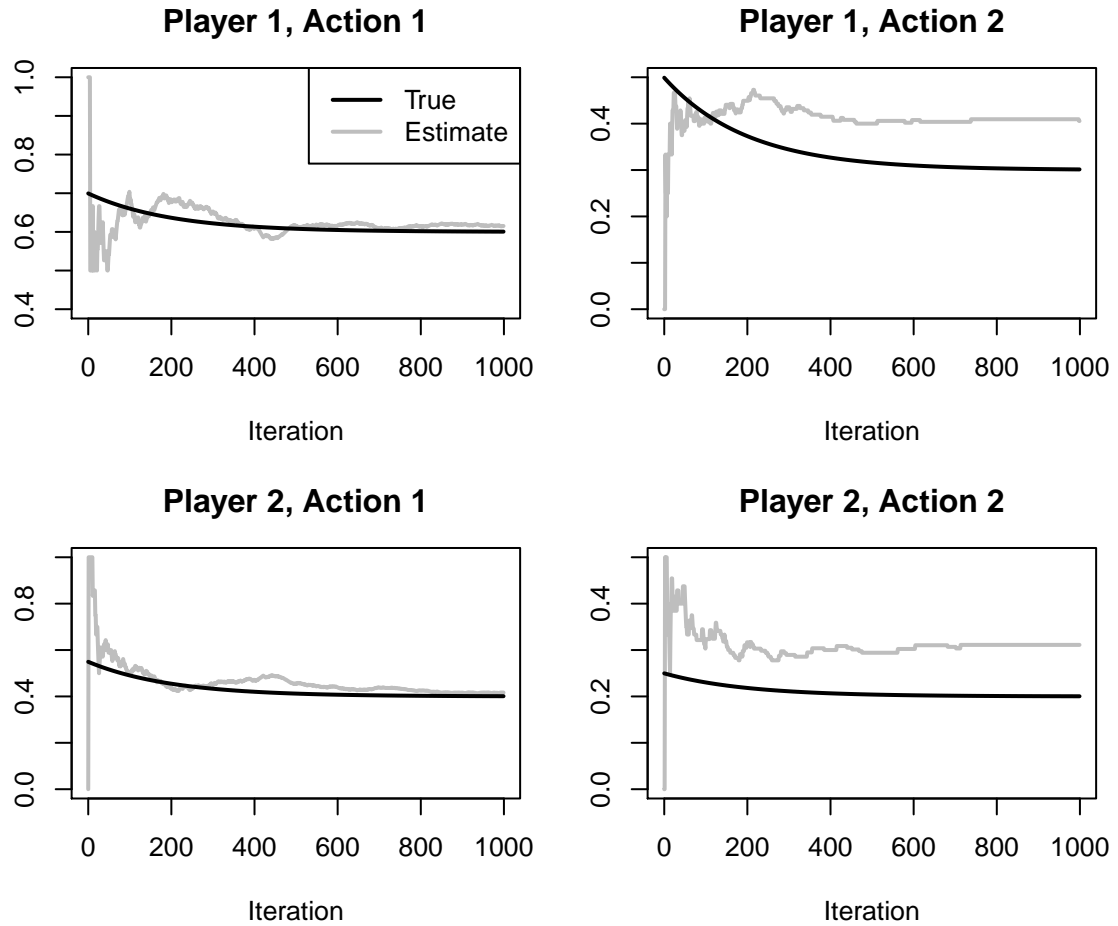 Player 1, Action 1
1.0
0.8
0.6
0.4
True
Estimate
0 200 400 600 800 1000
Iteration
Player 1, Action 2
0.4
0.2
0.0
0 200 400 600 800 1000
Iteration
Player 2, Action 1
0.8
0.4
0.0
0 200 400 600 800 1000
Iteration
Player 2, Action 2
0.4
0.2
0.0
0 200 400 600 800 1000
Iteration